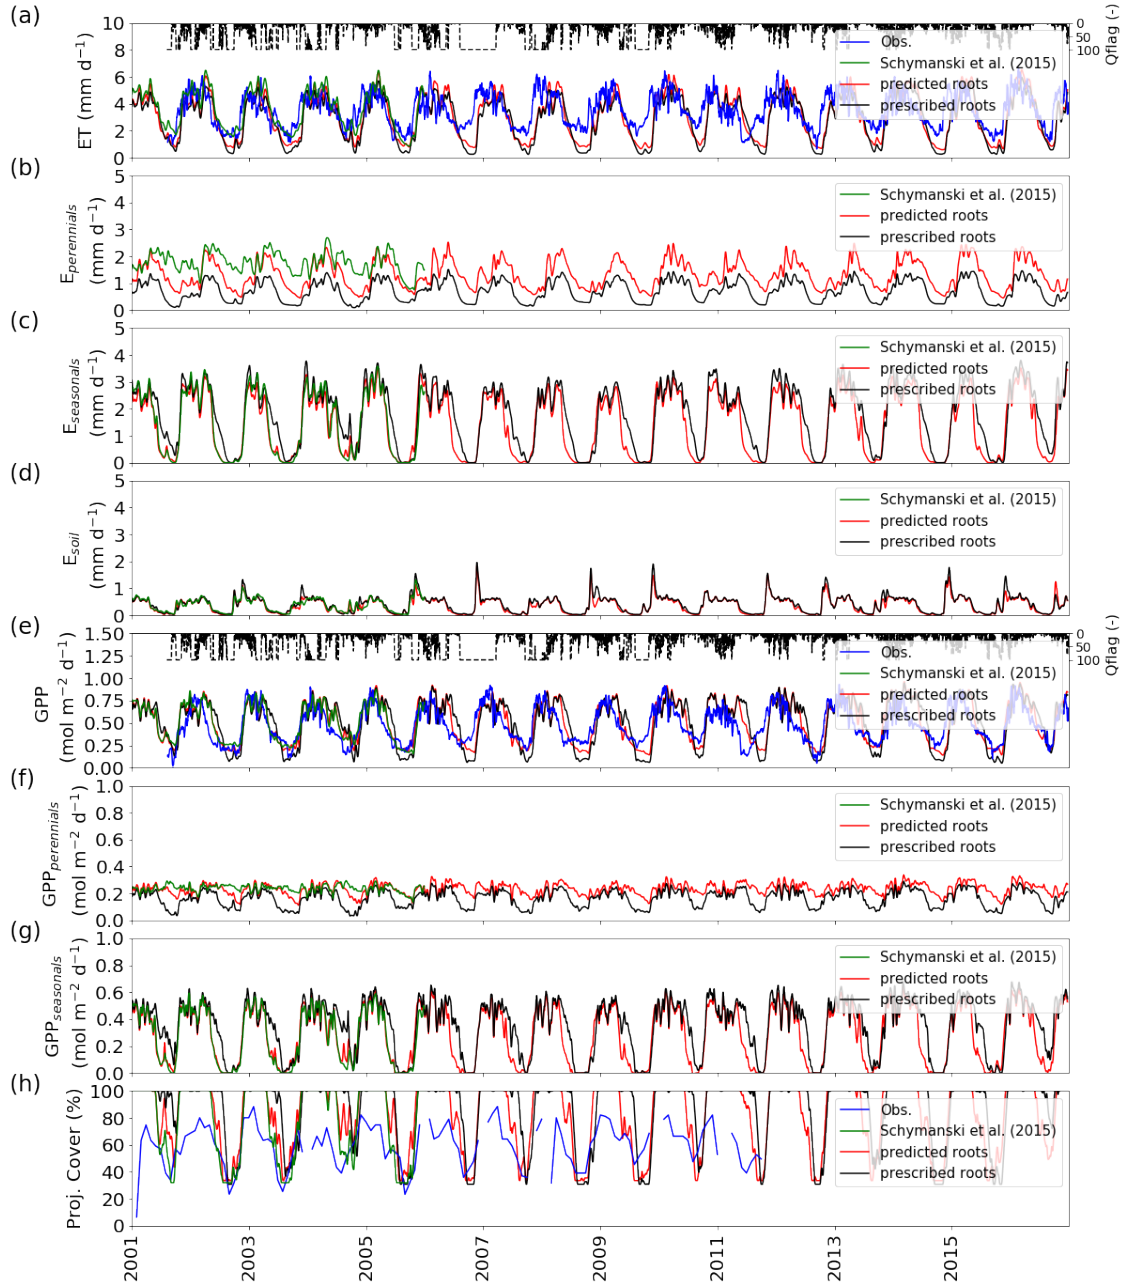 (a)
ET (mm d−1)
10
8
6
4
2
0
0
50
100
Qflag (-)
Obs.
Schymanski et al. (2015)
predicted roots
prescribed roots
(b)
Eperennials
(mm d−1)
5
4
3
2
1
0
Schymanski et al. (2015)
predicted roots
prescribed roots
(c)
Eseasonals
(mm d−1)
5
4
3
2
1
0
Schymanski et al. (2015)
predicted roots
prescribed roots
(d)
Esoil
(mm d−1)
5
4
3
2
1
0
Schymanski et al. (2015)
predicted roots
prescribed roots
(e)
GPP
(mol m−2 d−1)
1.50
1.25
1.00
0.75
0.50
0.25
0.00
0
50
100
Qflag (-)
Obs.
Schymanski et al. (2015)
predicted roots
prescribed roots
(f)
GPPperennials
(mol m−2 d−1)
1.0
0.8
0.6
0.4
0.2
0.0
Schymanski et al. (2015)
predicted roots
prescribed roots
(g)
GPPseasonals
(mol m−2 d−1)
1.0
0.8
0.6
0.4
0.2
0.0
Schymanski et al. (2015)
predicted roots
prescribed roots
(h)
Proj. Cover (%)
100
80
60
40
20
0
Obs.
Schymanski et al. (2015)
predicted roots
prescribed roots
2001
2003
2005
2007
2009
2011
2013
2015